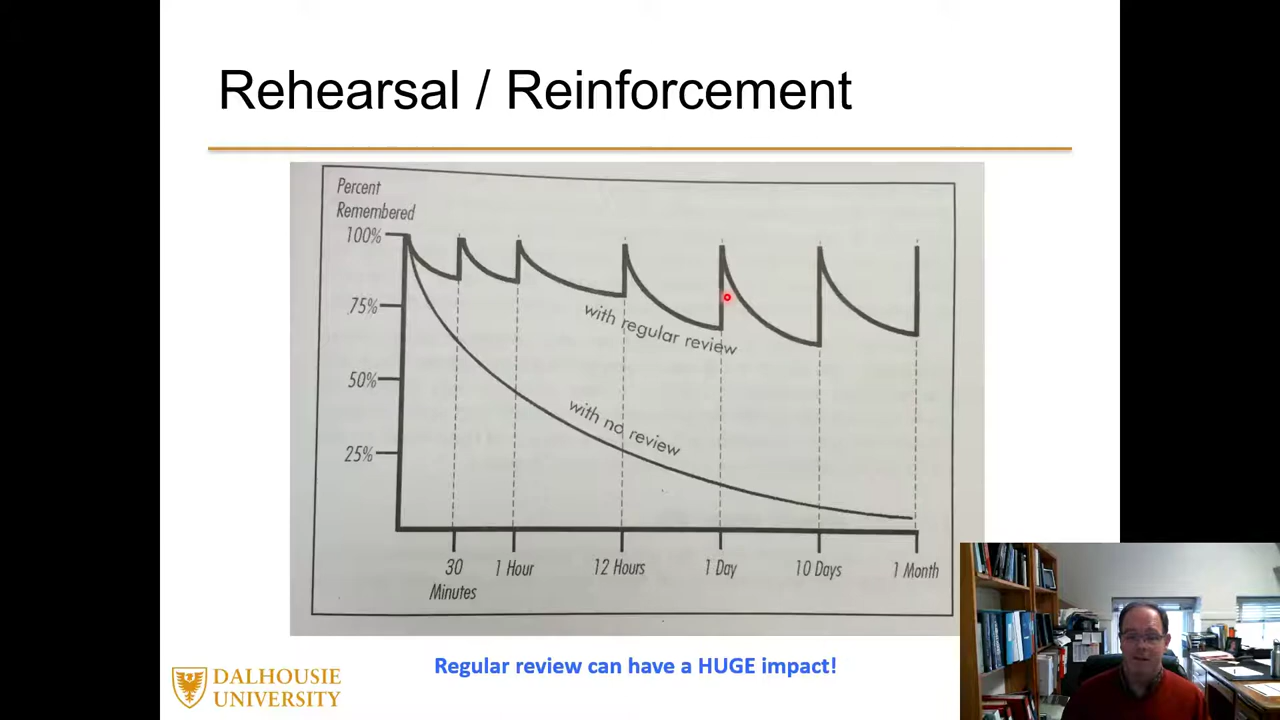 Rehearsal / Reinforcement
Percent
Remembered
100%
75%
50%
25%
with regular review
with no review
30
Minutes
1 Hour
12 Hours
1 Day
10 Days
1 Month
Regular review can have a HUGE impact!
DALHOUSIE
UNIVERSITY